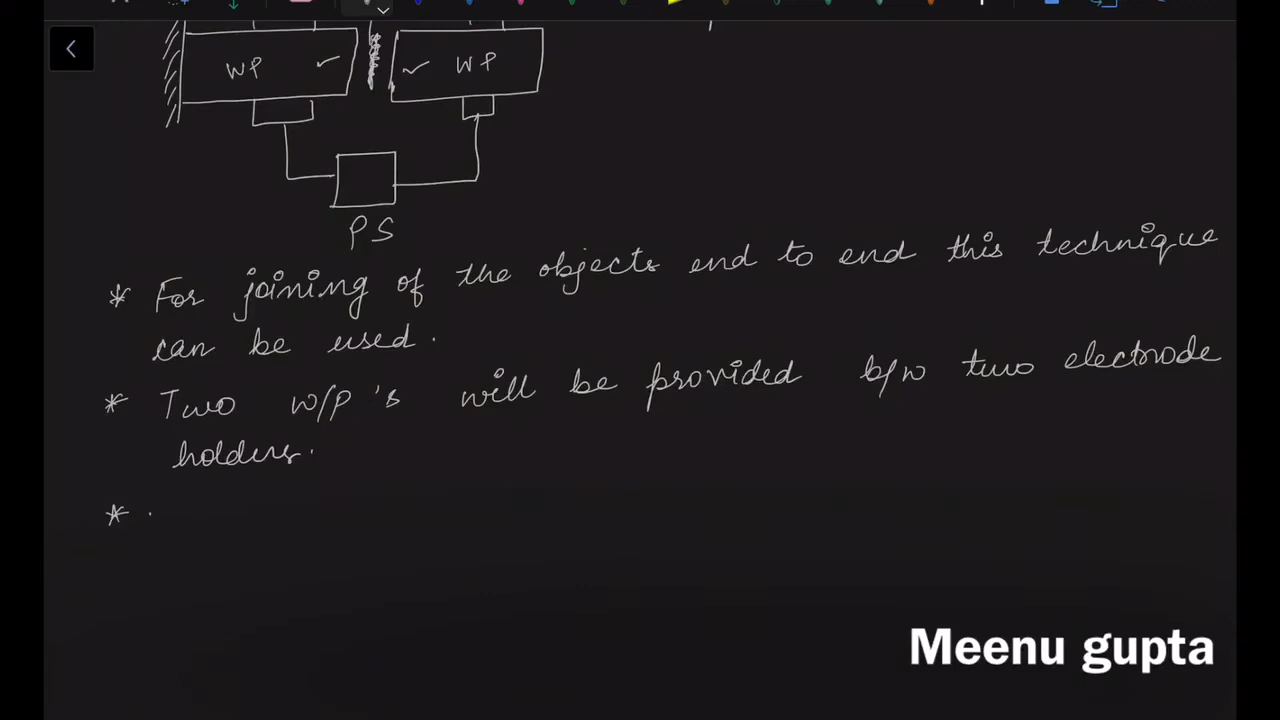 WP WP
PS
* For joining of the objects end to end this technique
can be used.
* Two w/p's will be provided b/w two electrode
holders.
*
Meenu gupta